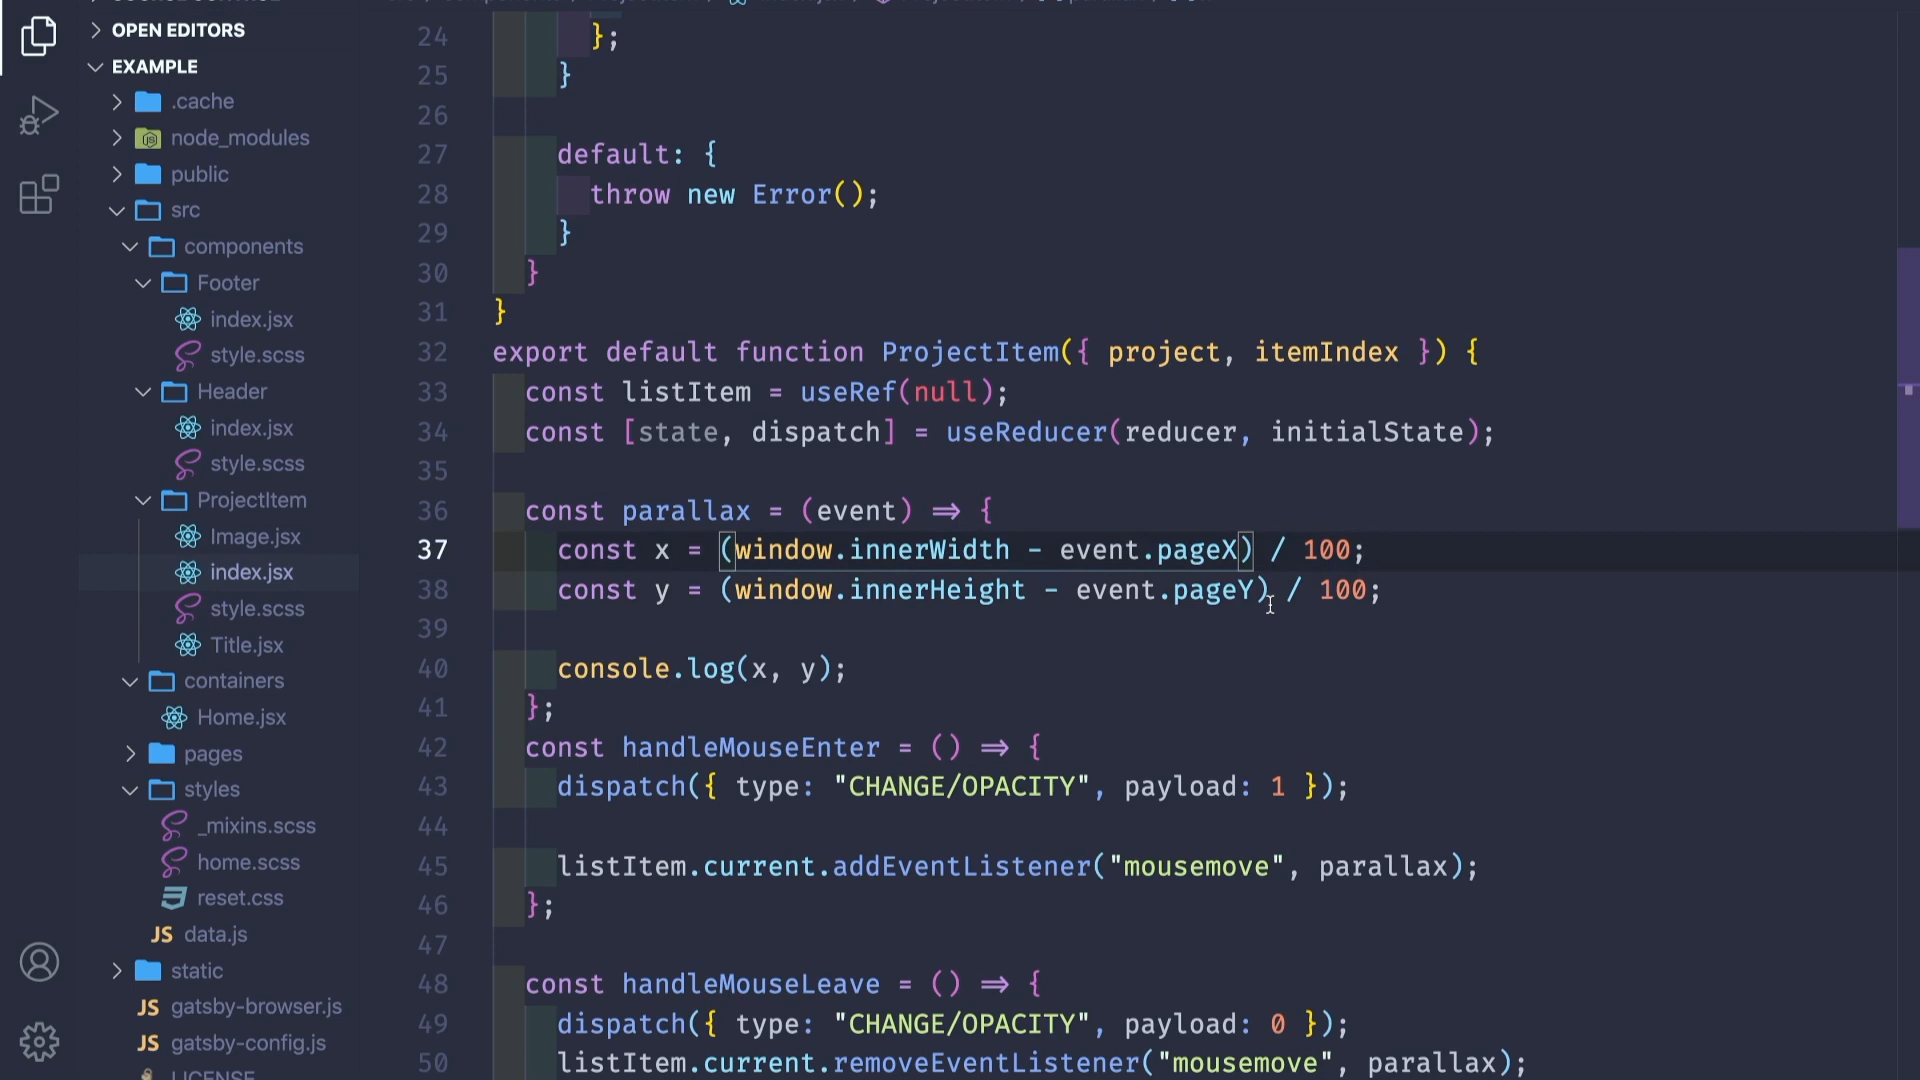 OPEN EDITORS
EXAMPLE
.cache
node_modules
public
src
components
Footer
index.jsx
style.scss
Header
index.jsx
style.scss
ProjectItem
Image.jsx
index.jsx
style.scss
Title.jsx
containers
Home.jsx
pages
styles
_mixins.scss
home.scss
reset.css
JS data.js
static
JS gatsby-browser.js
JS gatsby-config.js
LICENSE
24 };
25 }
26
27 default: {
28 throw new Error();
29 }
30 }
31 }
32 export default function ProjectItem({ project, itemIndex }) {
33 const listItem = useRef(null);
34 const [state, dispatch] = useReducer(reducer, initialState);
35
36 const parallax = (event) ⇒ {
37 const x = (window.innerWidth - event.pageX) / 100;
38 const y = (window.innerHeight - event.pageY) / 100;
39
40 console.log(x, y);
41 };
42 const handleMouseEnter = () ⇒ {
43 dispatch({ type: "CHANGE/OPACITY", payload: 1 });
44
45 listItem.current.addEventListener("mousemove", parallax);
46 };
47
48 const handleMouseLeave = () ⇒ {
49 dispatch({ type: "CHANGE/OPACITY", payload: 0 });
50 listItem.current.removeEventListener("mousemove", parallax);